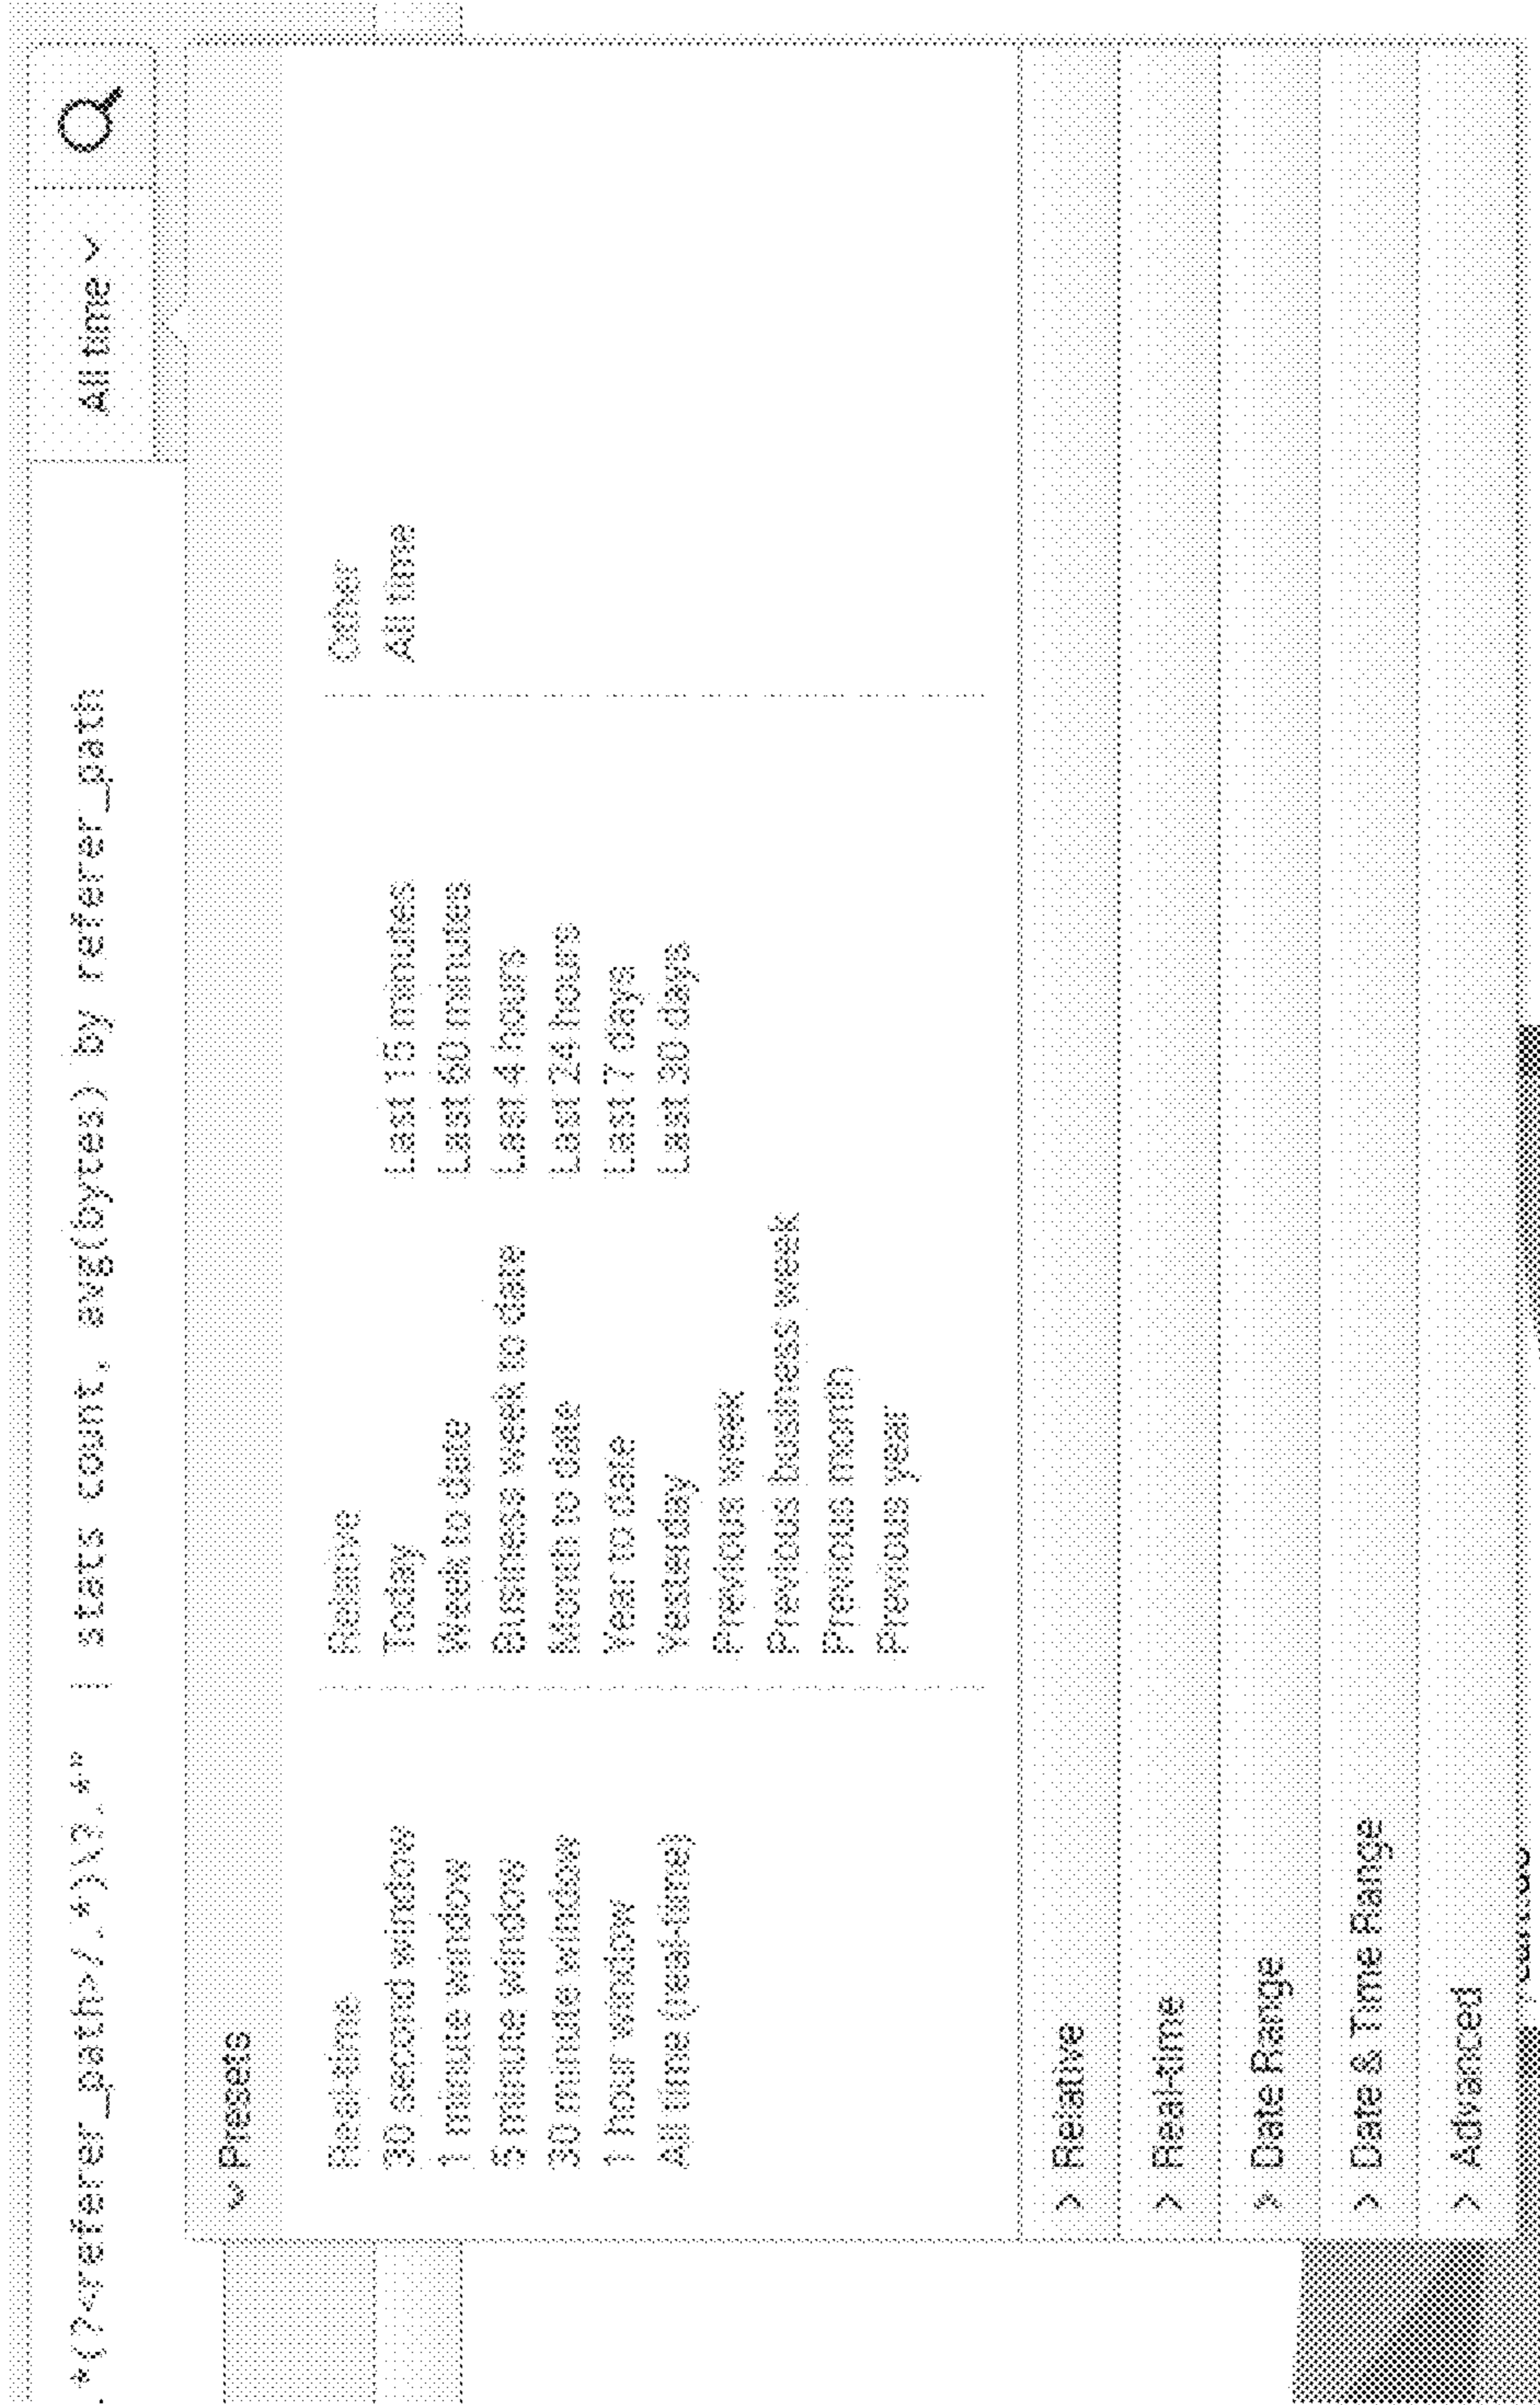 .*(?<referer_path>/.*)\?.*" | stats count, avg(bytes) by referer_path
All time
Presets
Real-time
30 second window
1 minute window
5 minute window
30 minute window
1 hour window
All time (real-time)
Relative
Today
Week to date
Business week to date
Month to date
Year to date
Yesterday
Previous week
Previous business week
Previous month
Previous year
Last 15 minutes
Last 60 minutes
Last 4 hours
Last 24 hours
Last 7 days
Last 30 days
Other
All time
> Relative
> Real-time
> Date Range
> Date & Time Range
> Advanced